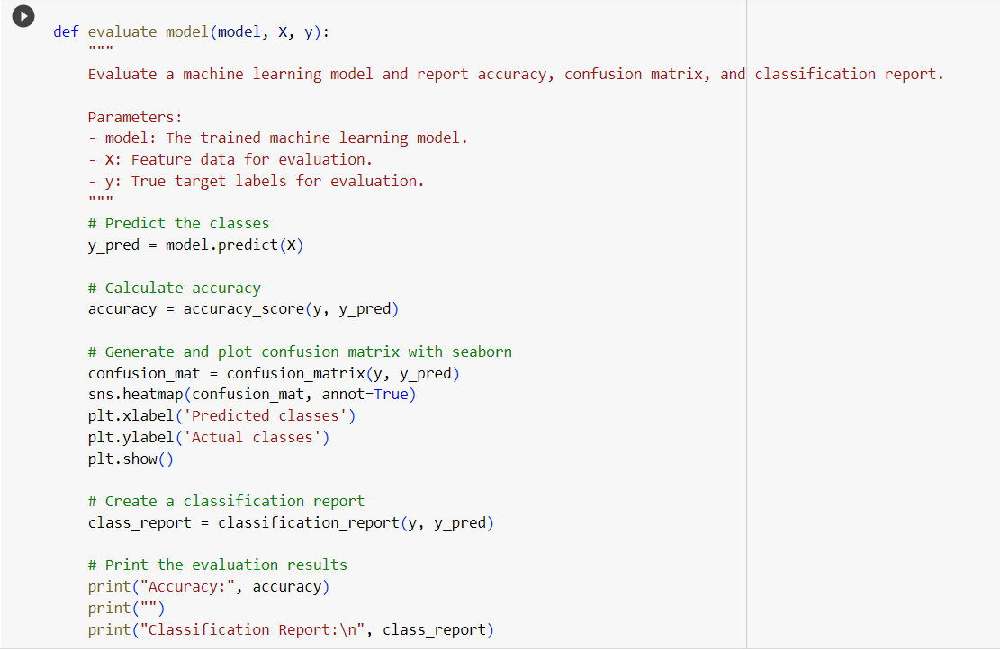 def evaluate_model(model, X, y):
    """
    Evaluate a machine learning model and report accuracy, confusion matrix, and classification report.

    Parameters:
    - model: The trained machine learning model.
    - X: Feature data for evaluation.
    - y: True target labels for evaluation.
    """
    # Predict the classes
    y_pred = model.predict(X)

    # Calculate accuracy
    accuracy = accuracy_score(y, y_pred)

    # Generate and plot confusion matrix with seaborn
    confusion_mat = confusion_matrix(y, y_pred)
    sns.heatmap(confusion_mat, annot=True)
    plt.xlabel('Predicted classes')
    plt.ylabel('Actual classes')
    plt.show()

    # Create a classification report
    class_report = classification_report(y, y_pred)

    # Print the evaluation results
    print("Accuracy:", accuracy)
    print("")
    print("Classification Report:\n", class_report)